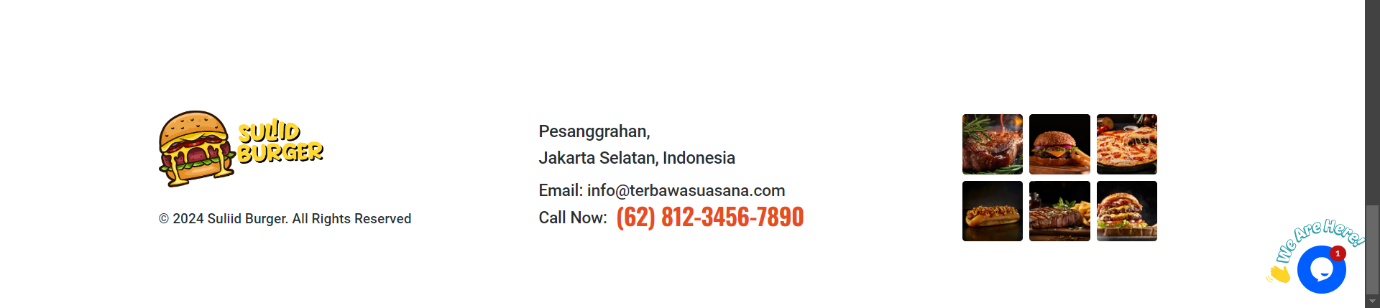 SULIID
BURGER
© 2024 Suliid Burger. All Rights Reserved
Pesanggrahan,
Jakarta Selatan, Indonesia
Email: info@terbawasuasana.com
Call Now: (62) 812-3456-7890
We Are Here!
1